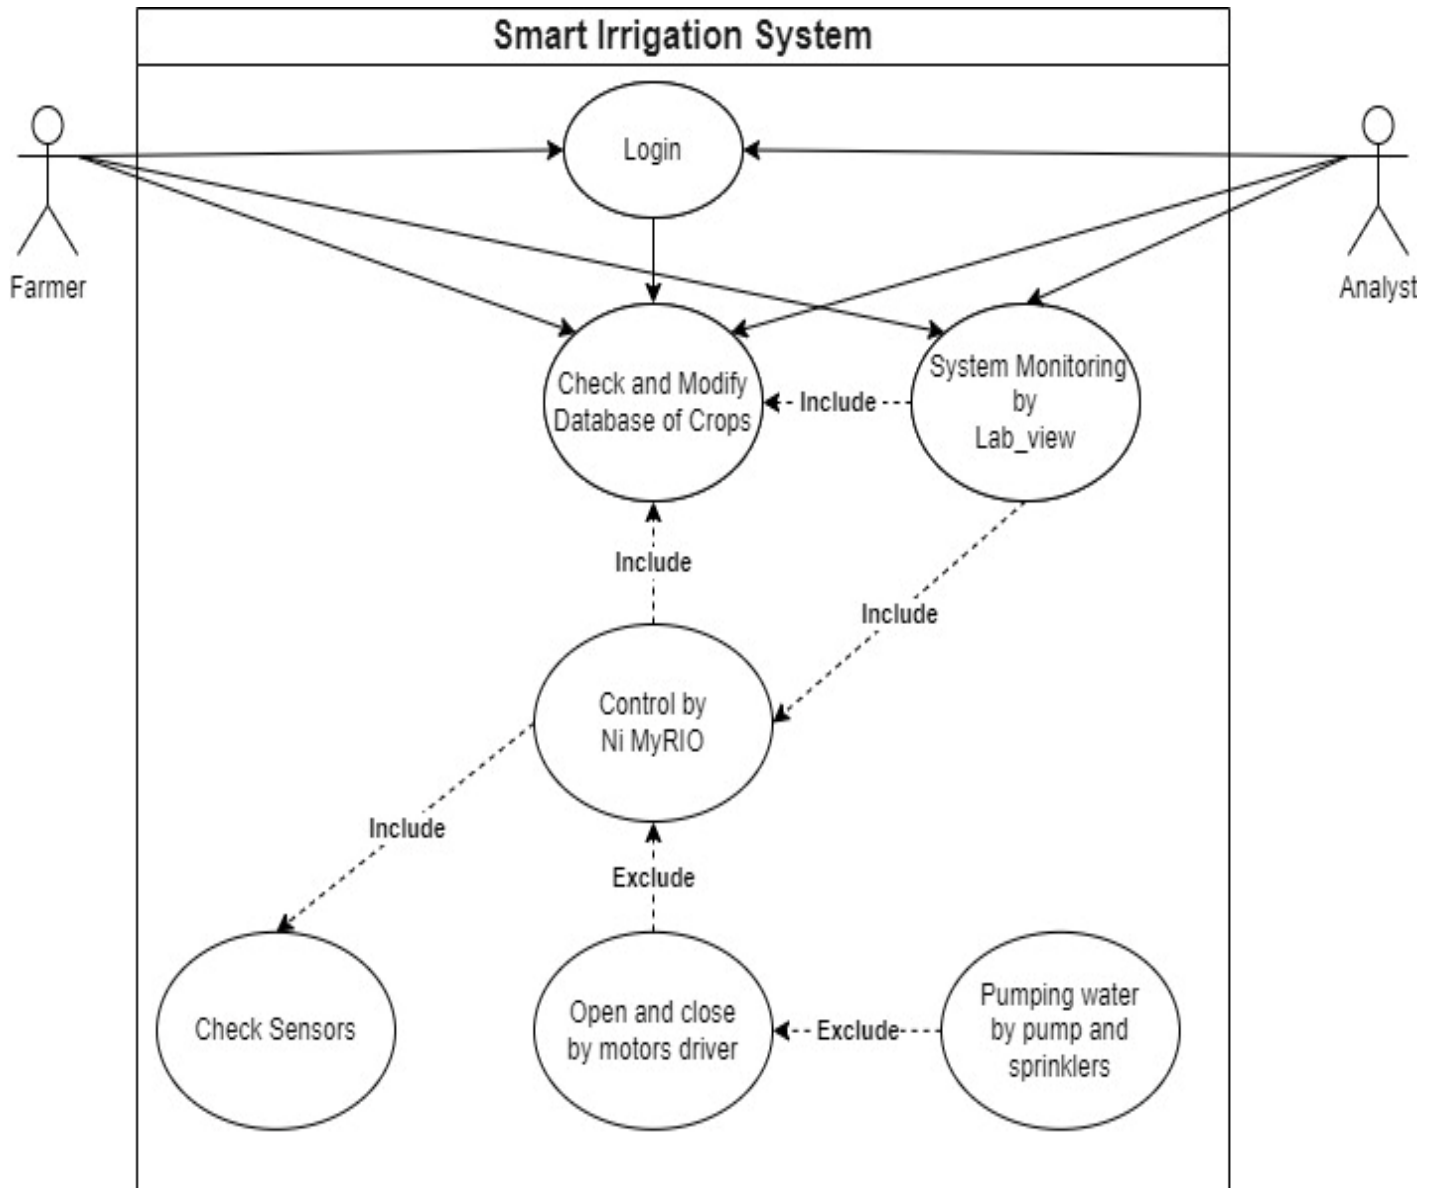 Smart Irrigation System
Login
Farmer
Analyst
Check and Modify
Database of Crops
Include
System Monitoring
by
Lab_view
Include
Include
Control by
Ni MyRIO
Include
Exclude
Check Sensors
Open and close
by motors driver
Exclude
Pumping water
by pump and
sprinklers